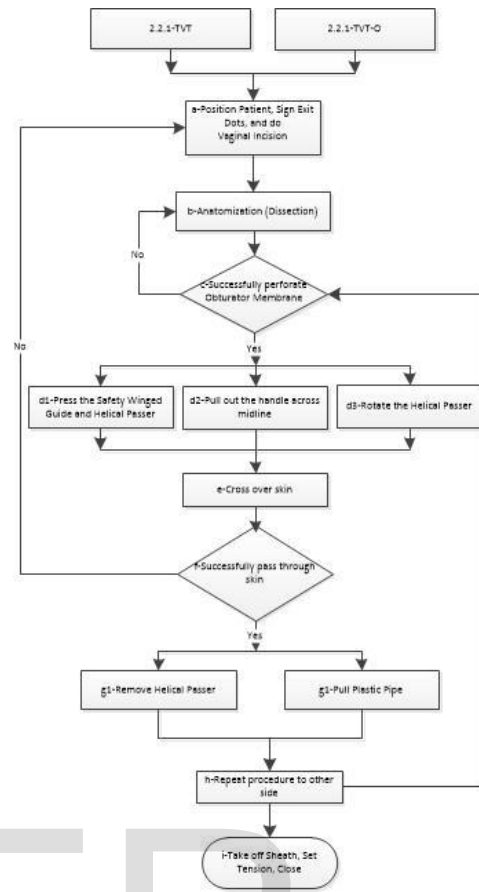 2.2.1-TVT
2.2.1-TVT-O
a-Position Patient, Sign Exit
Dots, and do
Vaginal Incision
b-Anatomization (Dissection)
No
c-Successfully perforate
Obturator Membrane
No
Yes
d1-Press the Safety Winged
Guide and Helical Passer
d2-Pull out the handle across
midline
d3-Rotate the Helical Passer
e-Cross over skin
f-Successfully pass through
skin
Yes
g1-Remove Helical Passer
g1-Pull Plastic Pipe
h-Repeat procedure to other
side
i-Take off Sheath, Set
Tension, Close